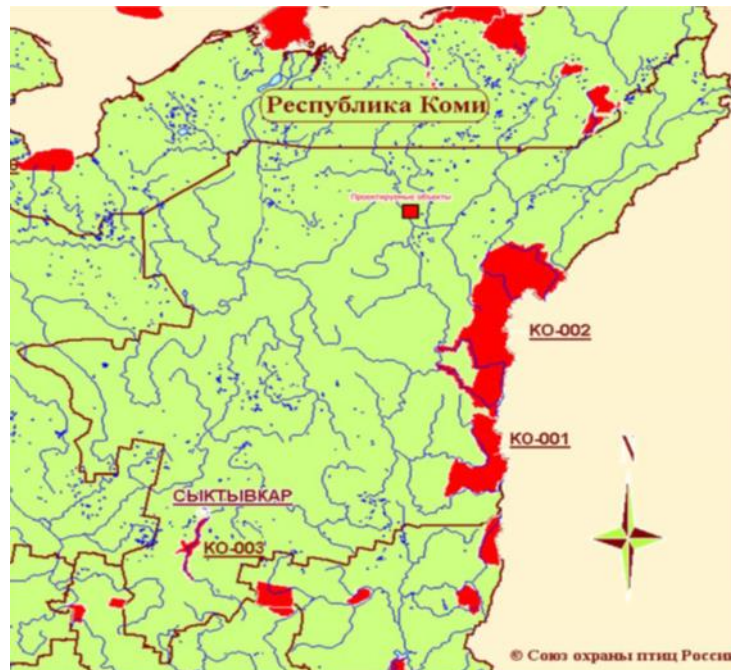 Республика Коми
Проектируемые объекты
КО-002
КО-001
СЫКТЫВКАР
КО-003
© Союз охраны птиц России